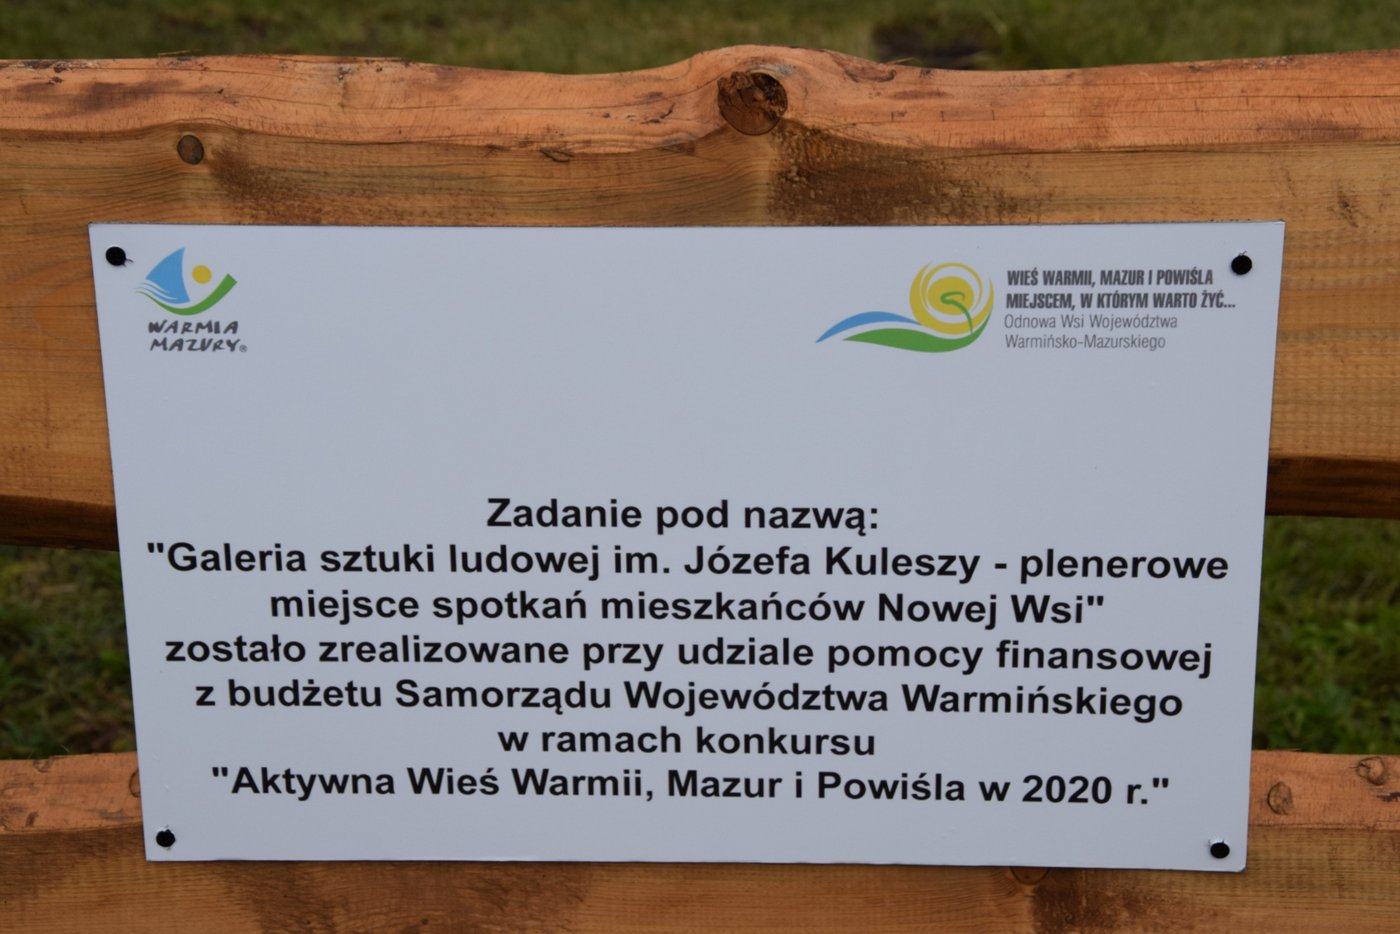 WARMIA
MAZURY®
WIEŚ WARMII, MAZUR I POWIŚLA
MIEJSCEM, W KTÓRYM WARTO ŻYĆ...
Odnowa Wsi Województwa
Warmińsko-Mazurskiego
Zadanie pod nazwą:
"Galeria sztuki ludowej im. Józefa Kuleszy - plenerowe
miejsce spotkań mieszkańców Nowej Wsi"
zostało zrealizowane przy udziale pomocy finansowej
z budżetu Samorządu Województwa Warmińskiego
w ramach konkursu
"Aktywna Wieś Warmii, Mazur i Powiśla w 2020 r."